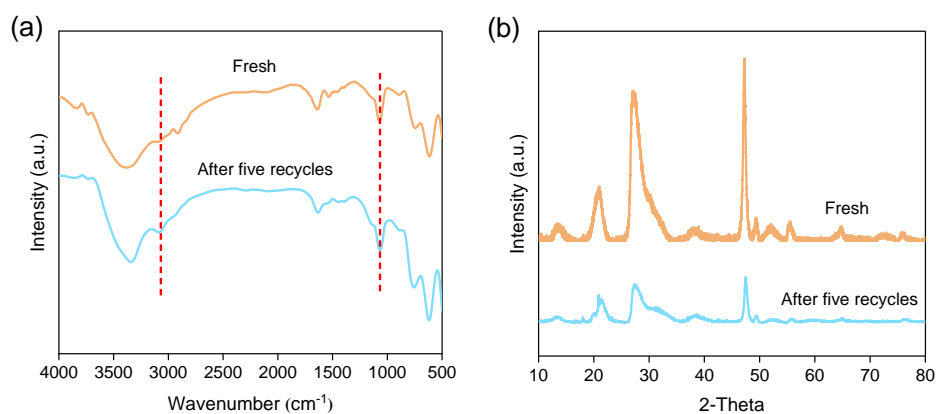 (a)
Fresh
After five recycles
Intensity (a.u.)
4000 3500 3000 2500 2000 1500 1000 500
Wavenumber (cm⁻¹)
(b)
Fresh
After five recycles
Intensity (a.u.)
10 20 30 40 50 60 70 80
2-Theta